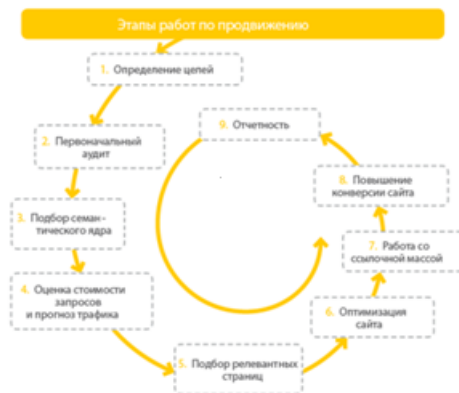 Этапы работ по продвижению
1. Определение цепей
2. Первоначальный
аудит
3. Подбор семан-
тического ядра
4. Оценка стоимости
запросов
и прогноз трафика
5. Подбор релевантных
страниц
6. Оптимизация
сайта
7. Работа со
ссылочной массой
8. Повышение
конверсии сайта
9. Отчетность